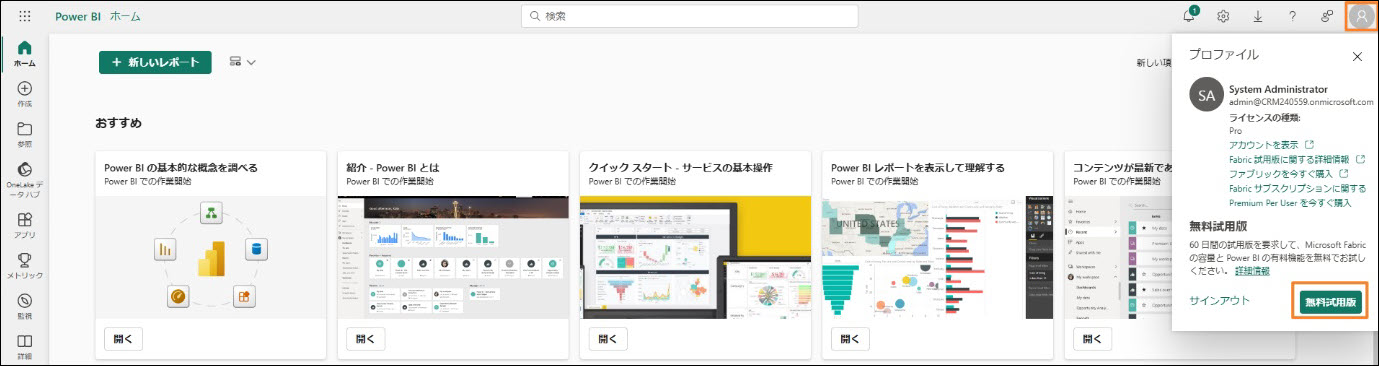 Power BI ホーム
検索
1
ホーム
作成
参照
OneLake デ
ータ ハブ
アプリ
メトリック
監視
詳細
+ 新しいレポート
新しい項
おすすめ
Power BI の基本的な概念を調べる
Power BI での作業開始
開く
紹介 - Power BI とは
Power BI での作業開始
開く
クイック スタート - サービスの基本操作
Power BI での作業開始
開く
Power BI レポートを表示して理解する
Power BI での作業開始
UNITED STATES
開く
コンテンツが最新であ
Power BI での作業開始
開く
プロファイル
SA
System Administrator
admin@CRM240559.onmicrosoft.com
ライセンスの種類:
Pro
アカウントを表示
Fabric 試用版に関する詳細情報
ファブリックを今すぐ購入
Fabric サブスクリプションに関する
Premium Per User を今すぐ購入
無料試用版
60 日間の試用版を要求して、Microsoft Fabric
の容量と Power BI の有料機能を無料でお試し
ください。 詳細情報
サインアウト
無料試用版